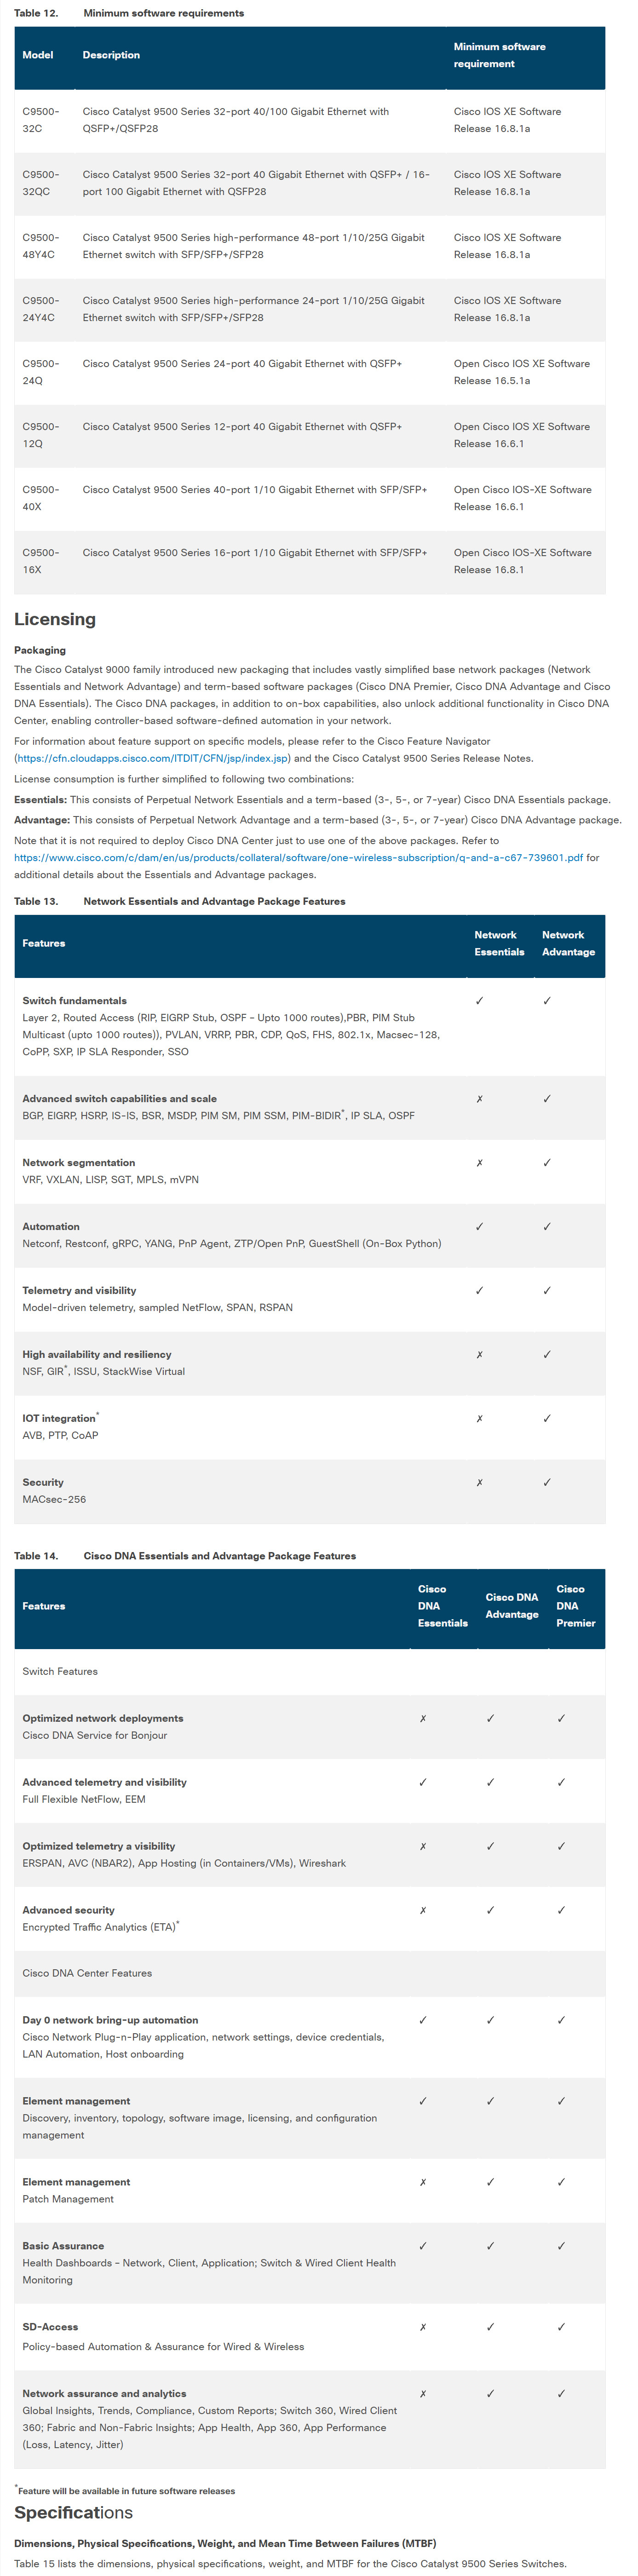 Table 12. Minimum software requirements
Model Description Minimum software
requirement
C9500-
32C
Cisco Catalyst 9500 Series 32-port 40/100 Gigabit Ethernet with
QSFP+/QSFP28
Cisco IOS XE Software
Release 16.8.1a
C9500-
32QC
Cisco Catalyst 9500 Series 32-port 40 Gigabit Ethernet with QSFP+ / 16-
port 100 Gigabit Ethernet with QSFP28
Cisco IOS XE Software
Release 16.8.1a
C9500-
48Y4C
Cisco Catalyst 9500 Series high-performance 48-port 1/10/25G Gigabit
Ethernet switch with SFP/SFP+/SFP28
Cisco IOS XE Software
Release 16.8.1a
C9500-
24Y4C
Cisco Catalyst 9500 Series high-performance 24-port 1/10/25G Gigabit
Ethernet switch with SFP/SFP+/SFP28
Cisco IOS XE Software
Release 16.8.1a
C9500-
24Q
Cisco Catalyst 9500 Series 24-port 40 Gigabit Ethernet with QSFP+
Open Cisco IOS XE Software
Release 16.5.1a
C9500-
12Q
Cisco Catalyst 9500 Series 12-port 40 Gigabit Ethernet with QSFP+
Open Cisco IOS XE Software
Release 16.6.1
C9500-
40X
Cisco Catalyst 9500 Series 40-port 1/10 Gigabit Ethernet with SFP/SFP+
Open Cisco IOS-XE Software
Release 16.6.1
C9500-
16X
Cisco Catalyst 9500 Series 16-port 1/10 Gigabit Ethernet with SFP/SFP+
Open Cisco IOS-XE Software
Release 16.8.1
Licensing
Packaging
The Cisco Catalyst 9000 family introduced new packaging that includes vastly simplified base network packages (Network
Essentials and Network Advantage) and term-based software packages (Cisco DNA Premier, Cisco DNA Advantage and Cisco
DNA Essentials). The Cisco DNA packages, in addition to on-box capabilities, also unlock additional functionality in Cisco DNA
Center, enabling controller-based software-defined automation in your network.
For information about feature support on specific models, please refer to the Cisco Feature Navigator
(https://cfn.cloudapps.cisco.com/ITDIT/CFN/jsp/index.jsp) and the Cisco Catalyst 9500 Series Release Notes.
License consumption is further simplified to following two combinations:
Essentials: This consists of Perpetual Network Essentials and a term-based (3-, 5-, or 7-year) Cisco DNA Essentials package.
Advantage: This consists of Perpetual Network Advantage and a term-based (3-, 5-, or 7-year) Cisco DNA Advantage package.
Note that it is not required to deploy Cisco DNA Center just to use one of the above packages. Refer to
https://www.cisco.com/c/dam/en/us/products/collateral/software/one-wireless-subscription/q-and-a-c67-739601.pdf for
additional details about the Essentials and Advantage packages.
Table 13. Network Essentials and Advantage Package Features
Features Network
Essentials
Network
Advantage
Switch fundamentals ✓ ✓
Layer 2, Routed Access (RIP, EIGRP Stub, OSPF - Upto 1000 routes),PBR, PIM Stub
Multicast (upto 1000 routes)), PVLAN, VRRP, PBR, CDP, QoS, FHS, 802.1x, Macsec-128,
CoPP, SXP, IP SLA Responder, SSO
Advanced switch capabilities and scale ✗ ✓
BGP, EIGRP, HSRP, IS-IS, BSR, MSDP, PIM SM, PIM SSM, PIM-BIDIR*, IP SLA, OSPF
Network segmentation ✗ ✓
VRF, VXLAN, LISP, SGT, MPLS, mVPN
Automation ✓ ✓
Netconf, Restconf, gRPC, YANG, PnP Agent, ZTP/Open PnP, GuestShell (On-Box Python)
Telemetry and visibility ✓ ✓
Model-driven telemetry, sampled NetFlow, SPAN, RSPAN
High availability and resiliency ✗ ✓
NSF, GIR*, ISSU, StackWise Virtual
IOT integration* ✗ ✓
AVB, PTP, CoAP
Security ✗ ✓
MACsec-256
Table 14. Cisco DNA Essentials and Advantage Package Features
Features Cisco
DNA
Essentials
Cisco DNA
Advantage
Cisco
DNA
Premier
Switch Features
Optimized network deployments ✗ ✓ ✓
Cisco DNA Service for Bonjour
Advanced telemetry and visibility ✓ ✓ ✓
Full Flexible NetFlow, EEM
Optimized telemetry a visibility ✗ ✓ ✓
ERSPAN, AVC (NBAR2), App Hosting (in Containers/VMs), Wireshark
Advanced security ✗ ✓ ✓
Encrypted Traffic Analytics (ETA)*
Cisco DNA Center Features
Day 0 network bring-up automation ✓ ✓ ✓
Cisco Network Plug-n-Play application, network settings, device credentials,
LAN Automation, Host onboarding
Element management ✓ ✓ ✓
Discovery, inventory, topology, software image, licensing, and configuration
management
Element management ✗ ✓ ✓
Patch Management
Basic Assurance ✓ ✓ ✓
Health Dashboards - Network, Client, Application; Switch & Wired Client Health
Monitoring
SD-Access ✗ ✓ ✓
Policy-based Automation & Assurance for Wired & Wireless
Network assurance and analytics ✗ ✓ ✓
Global Insights, Trends, Compliance, Custom Reports; Switch 360, Wired Client
360; Fabric and Non-Fabric Insights; App Health, App 360, App Performance
(Loss, Latency, Jitter)
*Feature will be available in future software releases
Specifications
Dimensions, Physical Specifications, Weight, and Mean Time Between Failures (MTBF)
Table 15 lists the dimensions, physical specifications, weight, and MTBF for the Cisco Catalyst 9500 Series Switches.